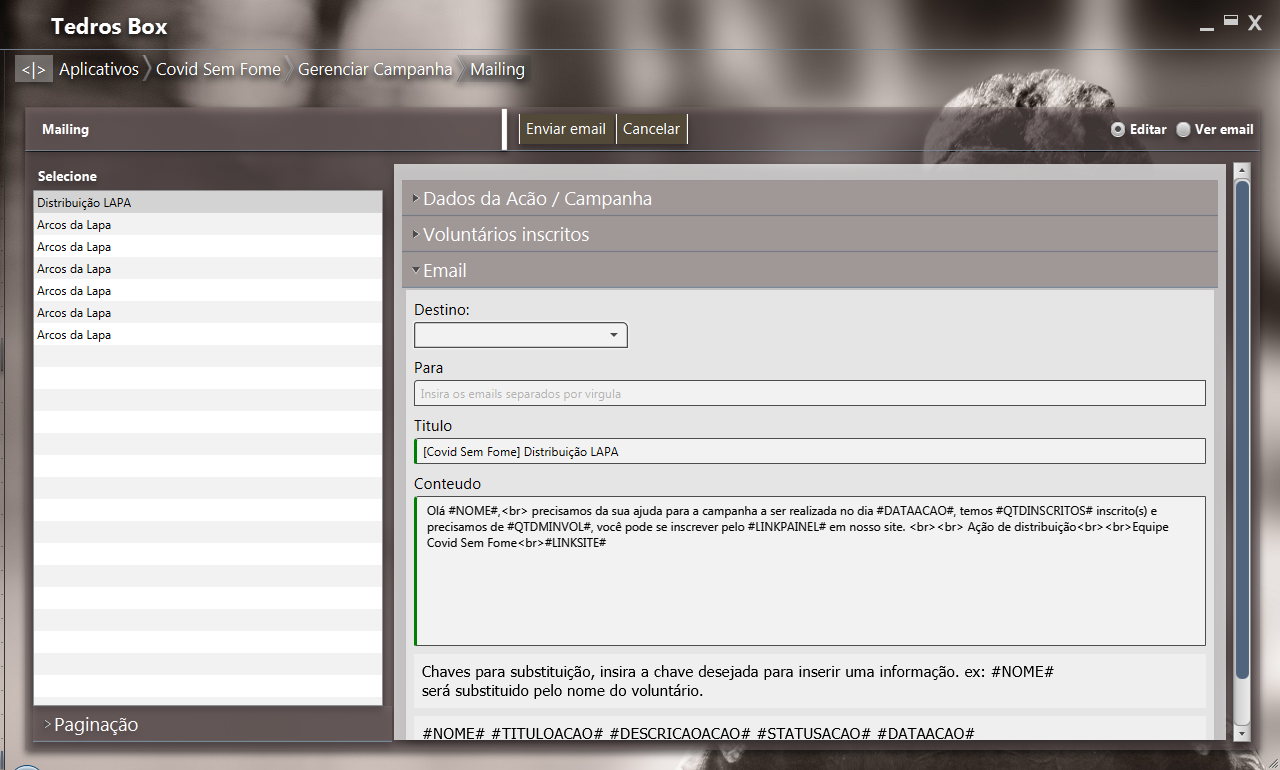 Tedros Box
X
<|> Aplicativos Covid Sem Fome Gerenciar Campanha Mailing
Mailing
Enviar email Cancelar
Editar Ver email
Selecione
Distribuição LAPA
Arcos da Lapa
Arcos da Lapa
Arcos da Lapa
Arcos da Lapa
Arcos da Lapa
Arcos da Lapa
Paginação
Dados da Acão / Campanha
Voluntários inscritos
Email
Destino:
Para
Insira os emails separados por virgula
Titulo
[Covid Sem Fome] Distribuição LAPA
Conteudo
Olá #NOME#,<br> precisamos da sua ajuda para a campanha a ser realizada no dia #DATAACAO#, temos #QTDINSCRITOS# inscrito(s) e
precisamos de #QTDMINVOL#, você pode se inscrever pelo #LINKPAINEL# em nosso site. <br><br> Ação de distribuição<br><br>Equipe
Covid Sem Fome<br>#LINKSITE#
Chaves para substituição, insira a chave desejada para inserir uma informação. ex: #NOME#
será substituido pelo nome do voluntário.
#NOME# #TITULOACAO# #DESCRICAOACAO# #STATUSACAO# #DATAACAO#